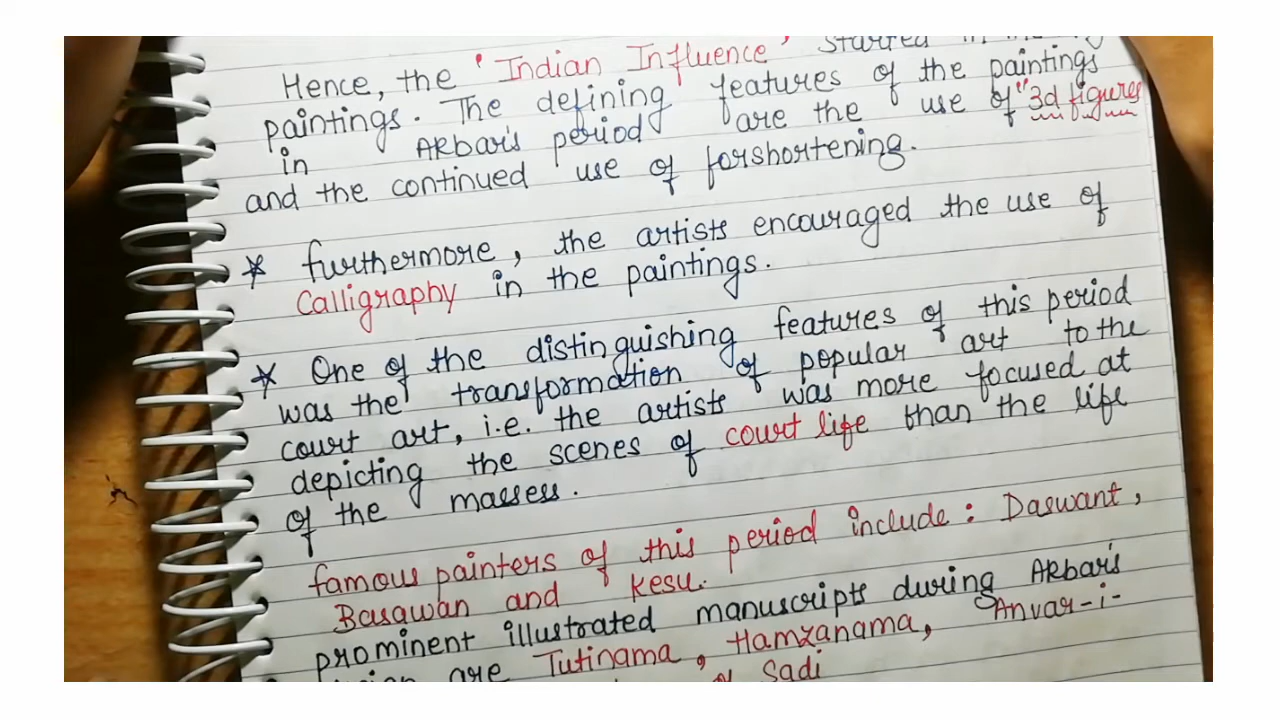 Hence, the 'Indian Influence' started in
paintings. The defining features of the paintings
in Akbar's period are the use of "3d figures
and the continued use of forshortening.
* furthermore, the artists encouraged the use of
Calligraphy in the paintings.
* One of the distinguishing features of this period
was the transformation of popular art to the
court art, i.e. the artists was more focused at
depicting the scenes of court life than the life
of the massess.
famous painters of this period include: Daswant,
Basawan and Kesu.
prominent illustrated manuscripts during Akbar's
are Tutinama, Hamzanama, Anvar-i-
of Sadi